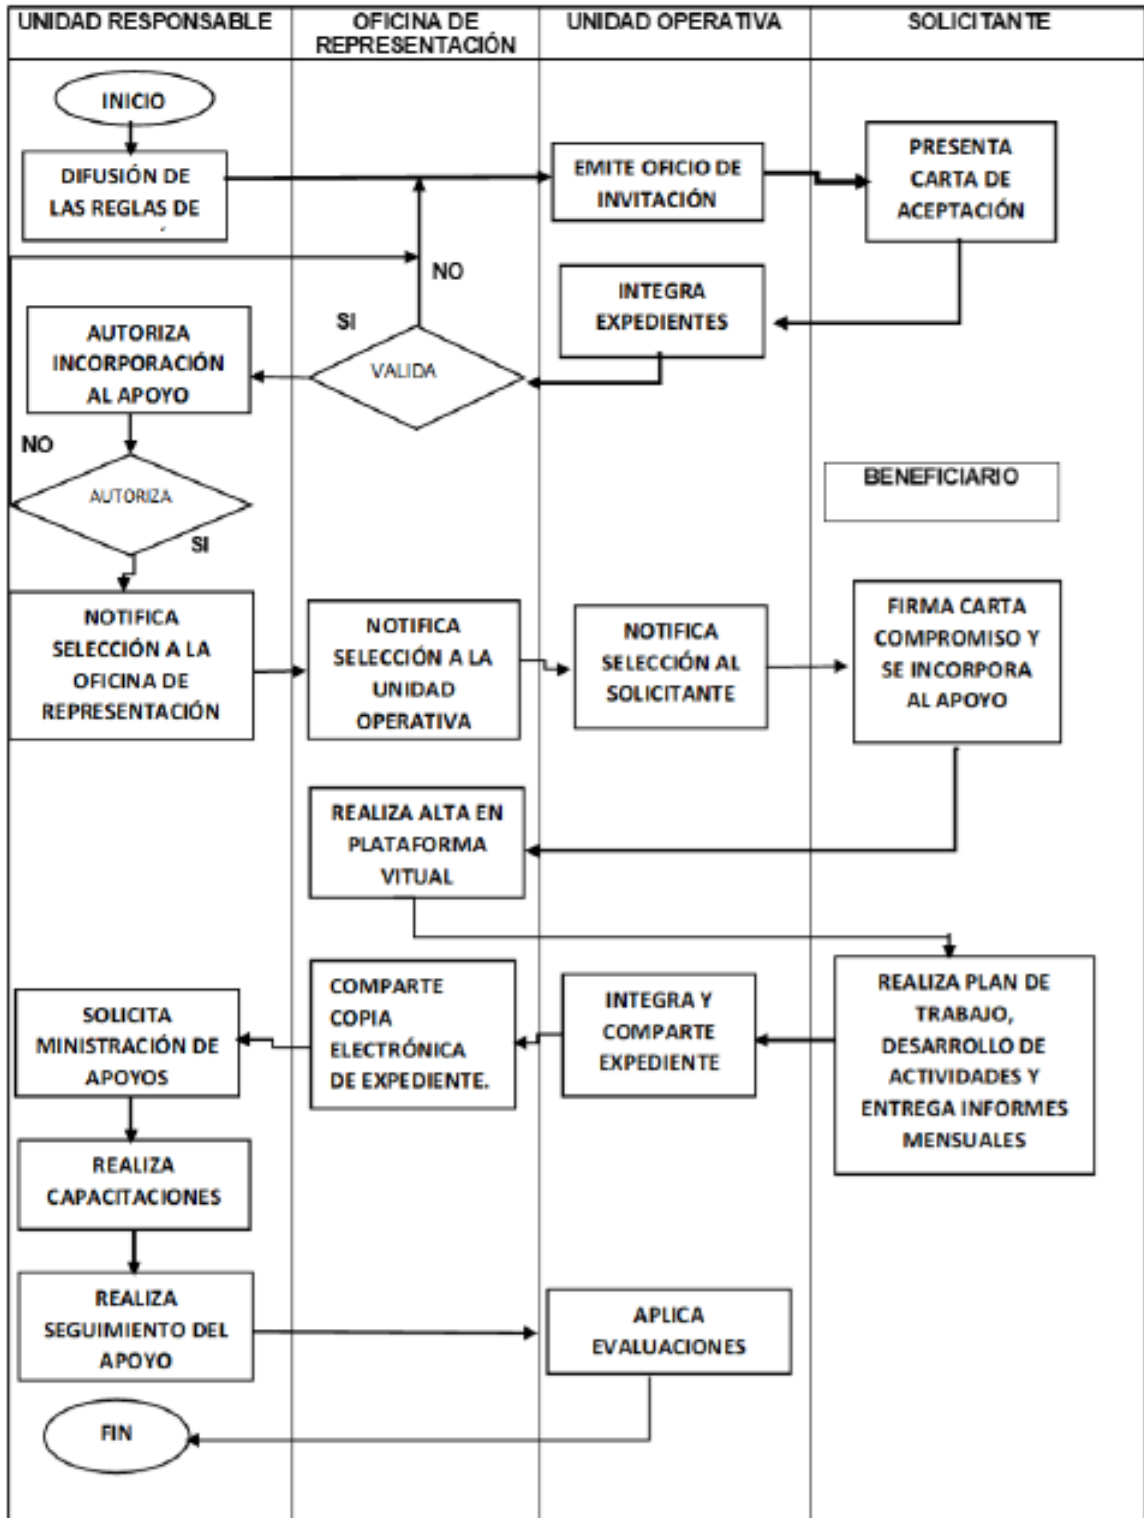 UNIDAD RESPONSABLE
OFICINA DE
REPRESENTACIÓN
UNIDAD OPERATIVA
SOLICITANTE
INICIO
DIFUSIÓN DE
LAS REGLAS DE
EMITE OFICIO DE
INVITACIÓN
PRESENTA
CARTA DE
ACEPTACIÓN
NO
INTEGRA
EXPEDIENTES
SI
VALIDA
AUTORIZA
INCORPORACIÓN
AL APOYO
NO
AUTORIZA
SI
BENEFICIARIO
NOTIFICA
SELECCIÓN A LA
OFICINA DE
REPRESENTACIÓN
NOTIFICA
SELECCIÓN A LA
UNIDAD
OPERATIVA
NOTIFICA
SELECCIÓN AL
SOLICITANTE
FIRMA CARTA
COMPROMISO Y
SE INCORPORA
AL APOYO
REALIZA ALTA EN
PLATAFORMA
VITUAL
REALIZA PLAN DE
TRABAJO,
DESARROLLO DE
ACTIVIDADES Y
ENTREGA INFORMES
MENSUALES
INTEGRA Y
COMPARTE
EXPEDIENTE
COMPARTE
COPIA
ELECTRÓNICA
DE EXPEDIENTE.
SOLICITA
MINISTRACIÓN DE
APOYOS
REALIZA
CAPACITACIONES
REALIZA
SEGUIMIENTO DEL
APOYO
APLICA
EVALUACIONES
FIN